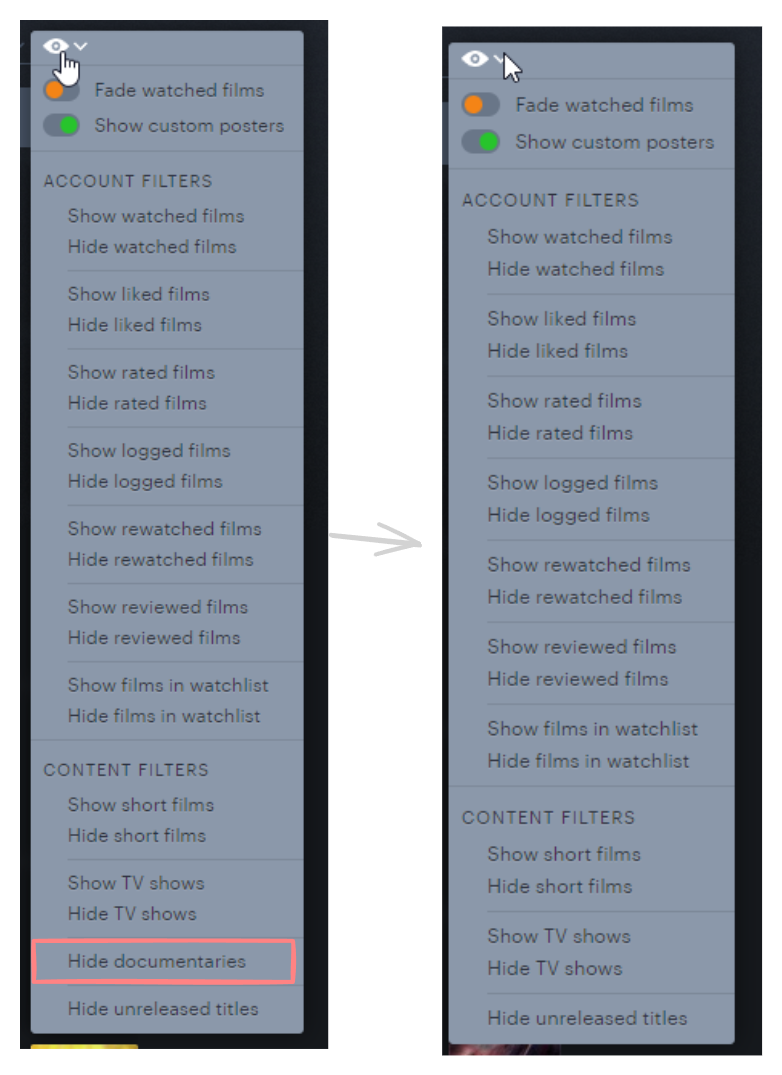 Fade watched films
Show custom posters
ACCOUNT FILTERS
Show watched films
Hide watched films
Show liked films
Hide liked films
Show rated films
Hide rated films
Show logged films
Hide logged films
Show rewatched films
Hide rewatched films
Show reviewed films
Hide reviewed films
Show films in watchlist
Hide films in watchlist
CONTENT FILTERS
Show short films
Hide short films
Show TV shows
Hide TV shows
Hide documentaries
Hide unreleased titles
Fade watched films
Show custom posters
ACCOUNT FILTERS
Show watched films
Hide watched films
Show liked films
Hide liked films
Show rated films
Hide rated films
Show logged films
Hide logged films
Show rewatched films
Hide rewatched films
Show reviewed films
Hide reviewed films
Show films in watchlist
Hide films in watchlist
CONTENT FILTERS
Show short films
Hide short films
Show TV shows
Hide TV shows
Hide unreleased titles